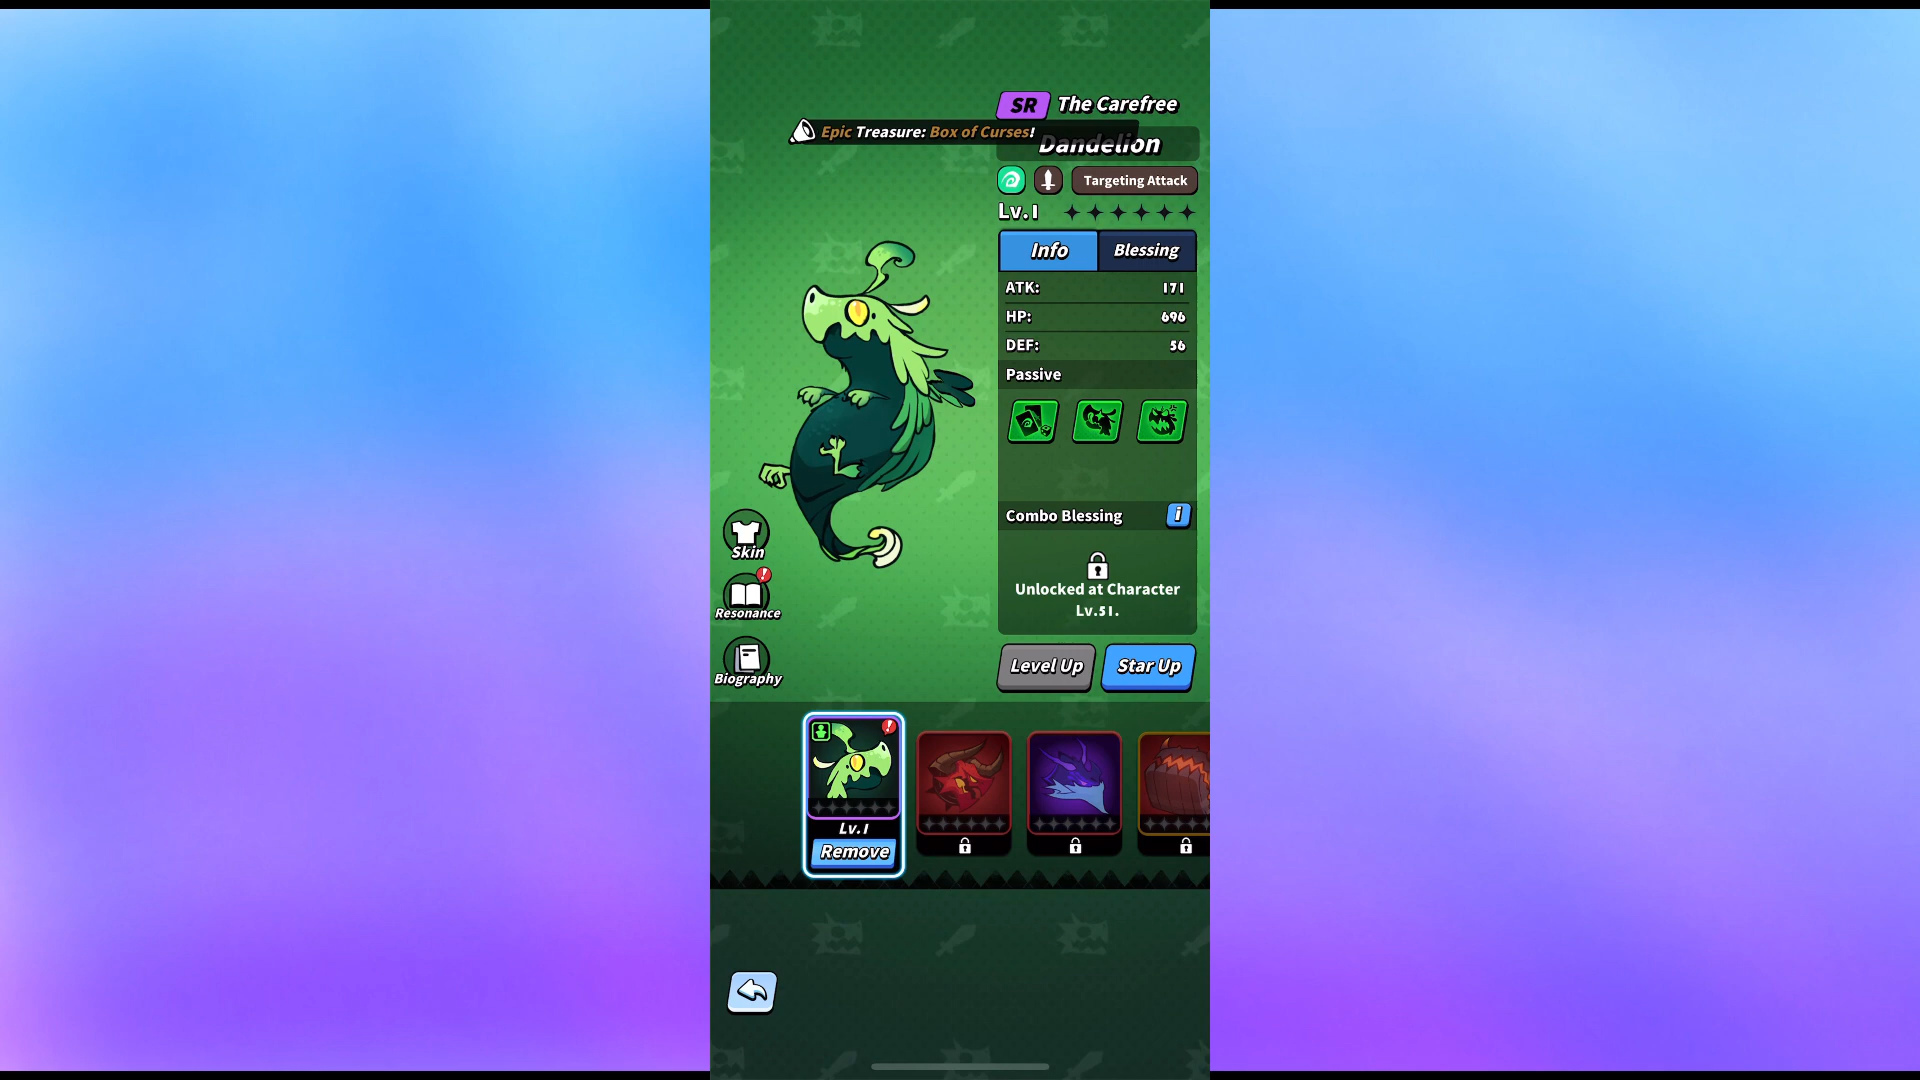 SR The Carefree
Epic Treasure: Box of Curses!
Dandelion
Targeting Attack
Lv.1
Info
Blessing
ATK: 171
HP: 696
DEF: 56
Passive
Combo Blessing i
Unlocked at Character
Lv.51.
Skin
Resonance
Biography
Level Up
Star Up
Lv.1
Remove